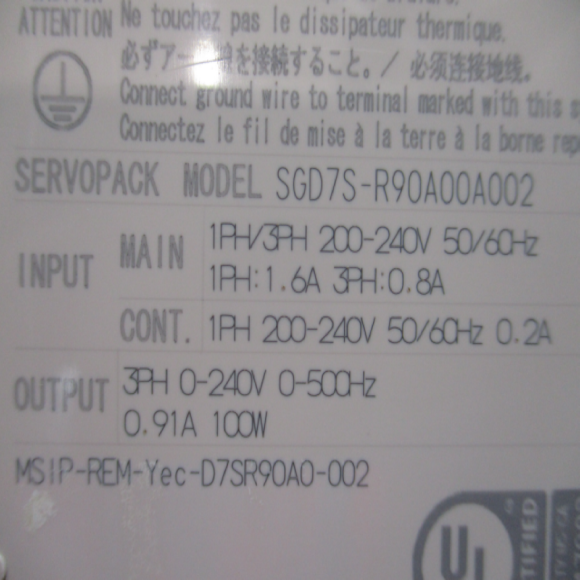 ATTENTION Ne touchez pas le dissipateur thermique.
必ずアース線を接続すること。/ 必须连接地线。
Connect ground wire to terminal marked with this
Connectez le fil de mise à la terre à la borne
SERVOPACK MODEL SGD7S-R90A00A002
INPUT MAIN 1PH/3PH 200-240V 50/60Hz
1PH:1.6A 3PH:0.8A
CONT. 1PH 200-240V 50/60Hz 0.2A
OUTPUT 3PH 0-240V 0-500Hz
0.91A 100W
MSIP-REM-Yec-D7SR90A0-002
UL